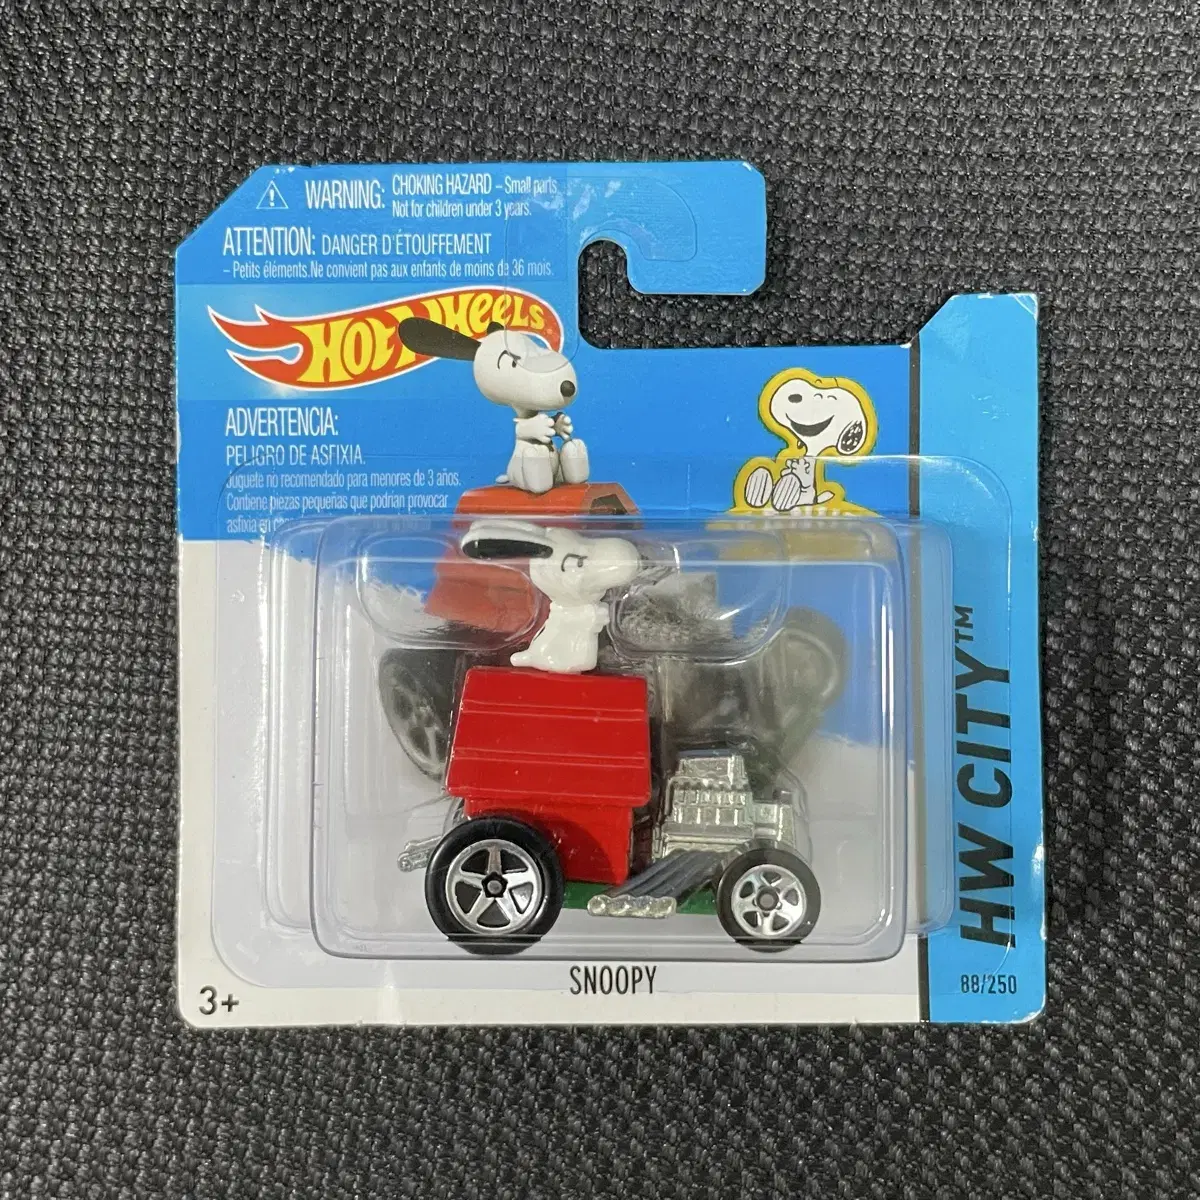 WARNING: CHOKING HAZARD – Small parts.
Not for children under 3 years.
ATTENTION: DANGER D'ÉTOUFFEMENT
– Petits éléments. Ne convient pas aux enfants de moins de 36 mois.
HOT WHEELS
ADVERTENCIA:
PELIGRO DE ASFIXIA.
Juguete no recomendado para menores de 3 años.
Contiene piezas pequeñas que podrían provocar
asfixia en
HW CITY™
88/250
SNOOPY
3+